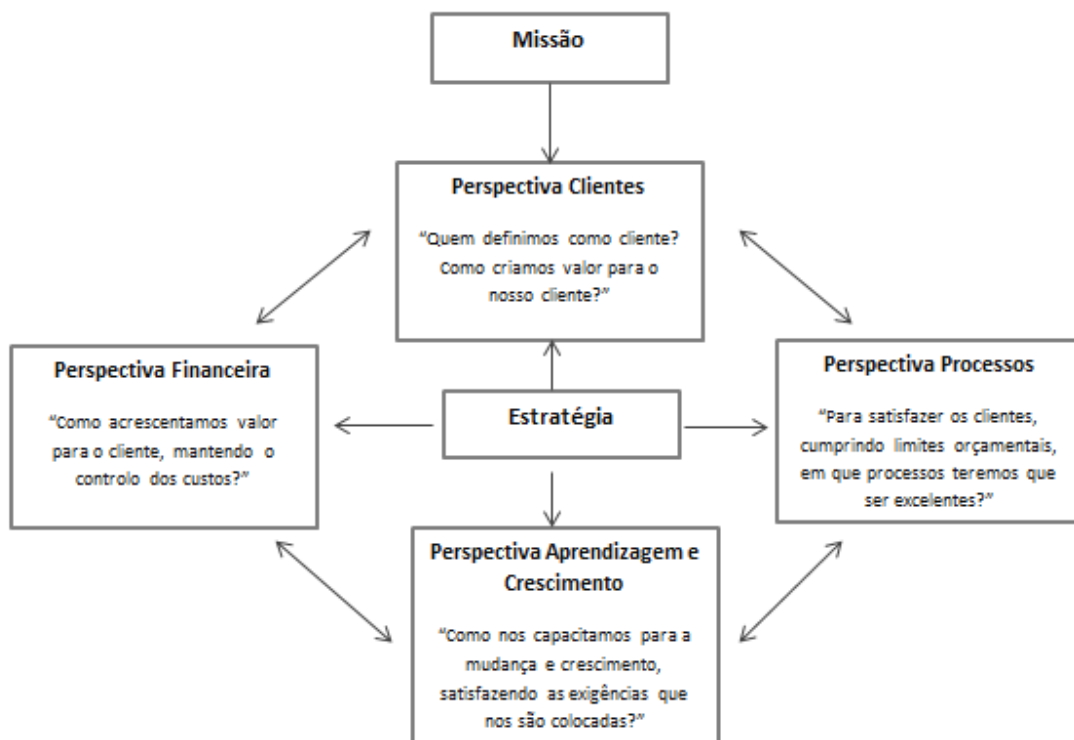 Missão
Perspectiva Clientes
“Quem definimos como cliente?
Como criamos valor para o
nosso cliente?”
Perspectiva Financeira
“Como acrescentamos valor
para o cliente, mantendo o
controlo dos custos?”
Estratégia
Perspectiva Processos
“Para satisfazer os clientes,
cumprindo limites orçamentais,
em que processos teremos que
ser excelentes?”
Perspectiva Aprendizagem e
Crescimento
“Como nos capacitamos para a
mudança e crescimento,
satisfazendo as exigências que
nos são colocadas?”